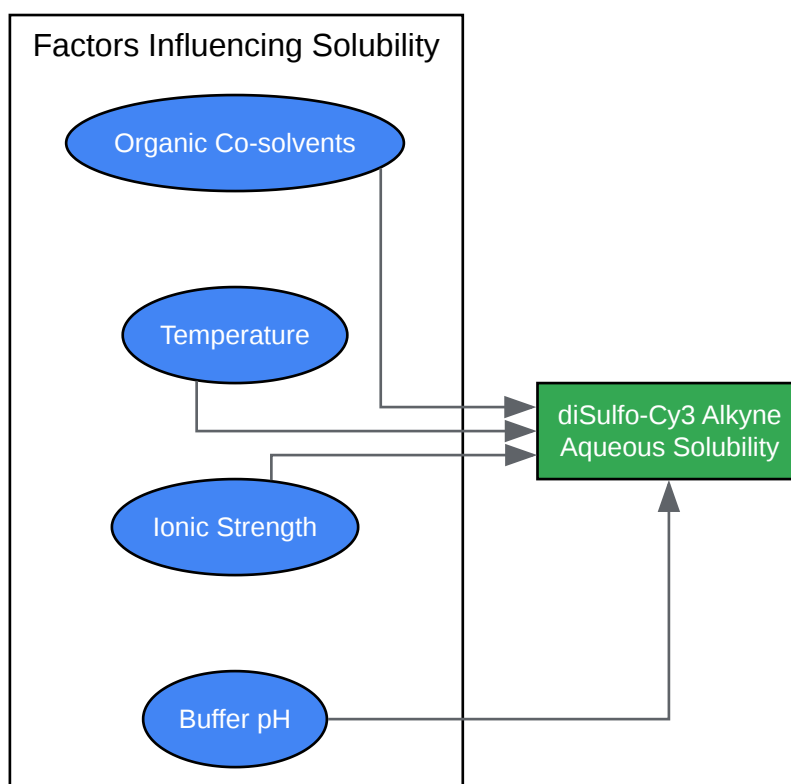 Factors Influencing Solubility
Organic Co-solvents
Temperature
diSulfo-Cy3 Alkyne
Aqueous Solubility
Ionic Strength
Buffer pH